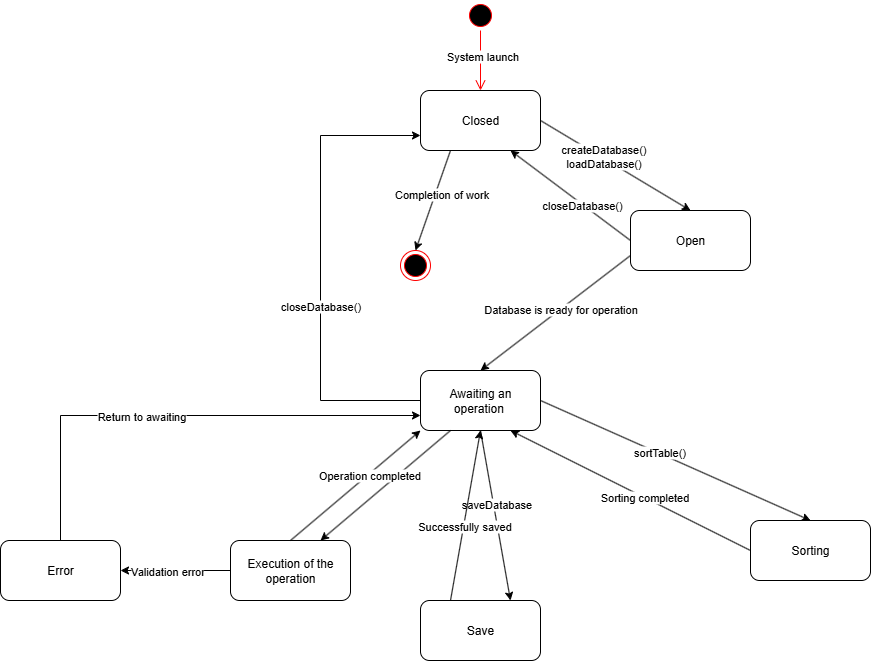 System launch
Closed
createDatabase()
loadDatabase()
Completion of work
closeDatabase()
Open
closeDatabase()
Database is ready for operation
Awaiting an
operation
Return to awaiting
sortTable()
Operation completed
Sorting completed
saveDatabase
Successfully saved
Sorting
Error
Validation error
Execution of the
operation
Save